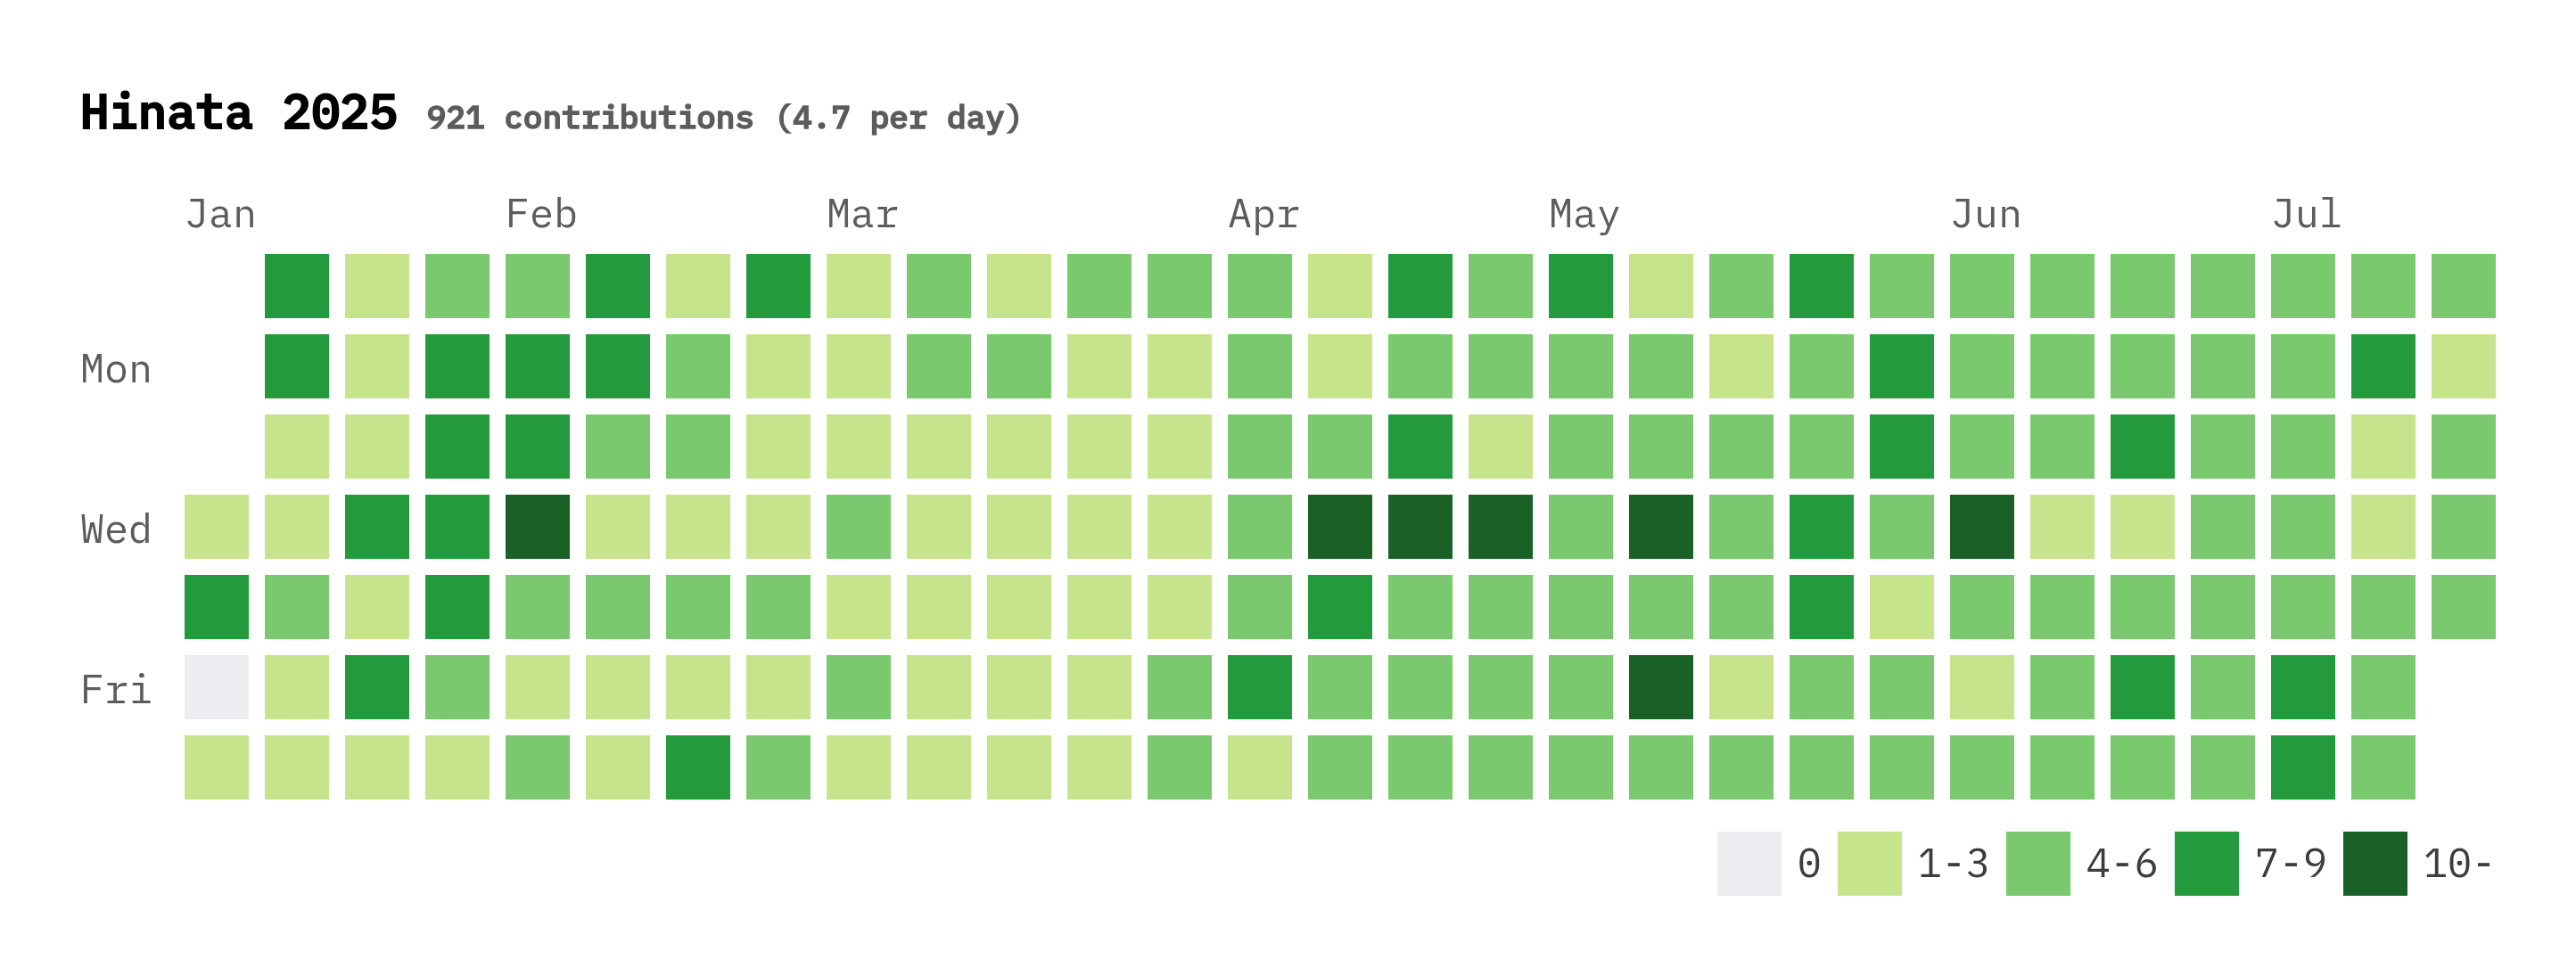 Hinata 2025 921 contributions (4.7 per day)
Jan Feb Mar Apr May Jun Jul
Mon
Wed
Fri
0 1-3 4-6 7-9 10-